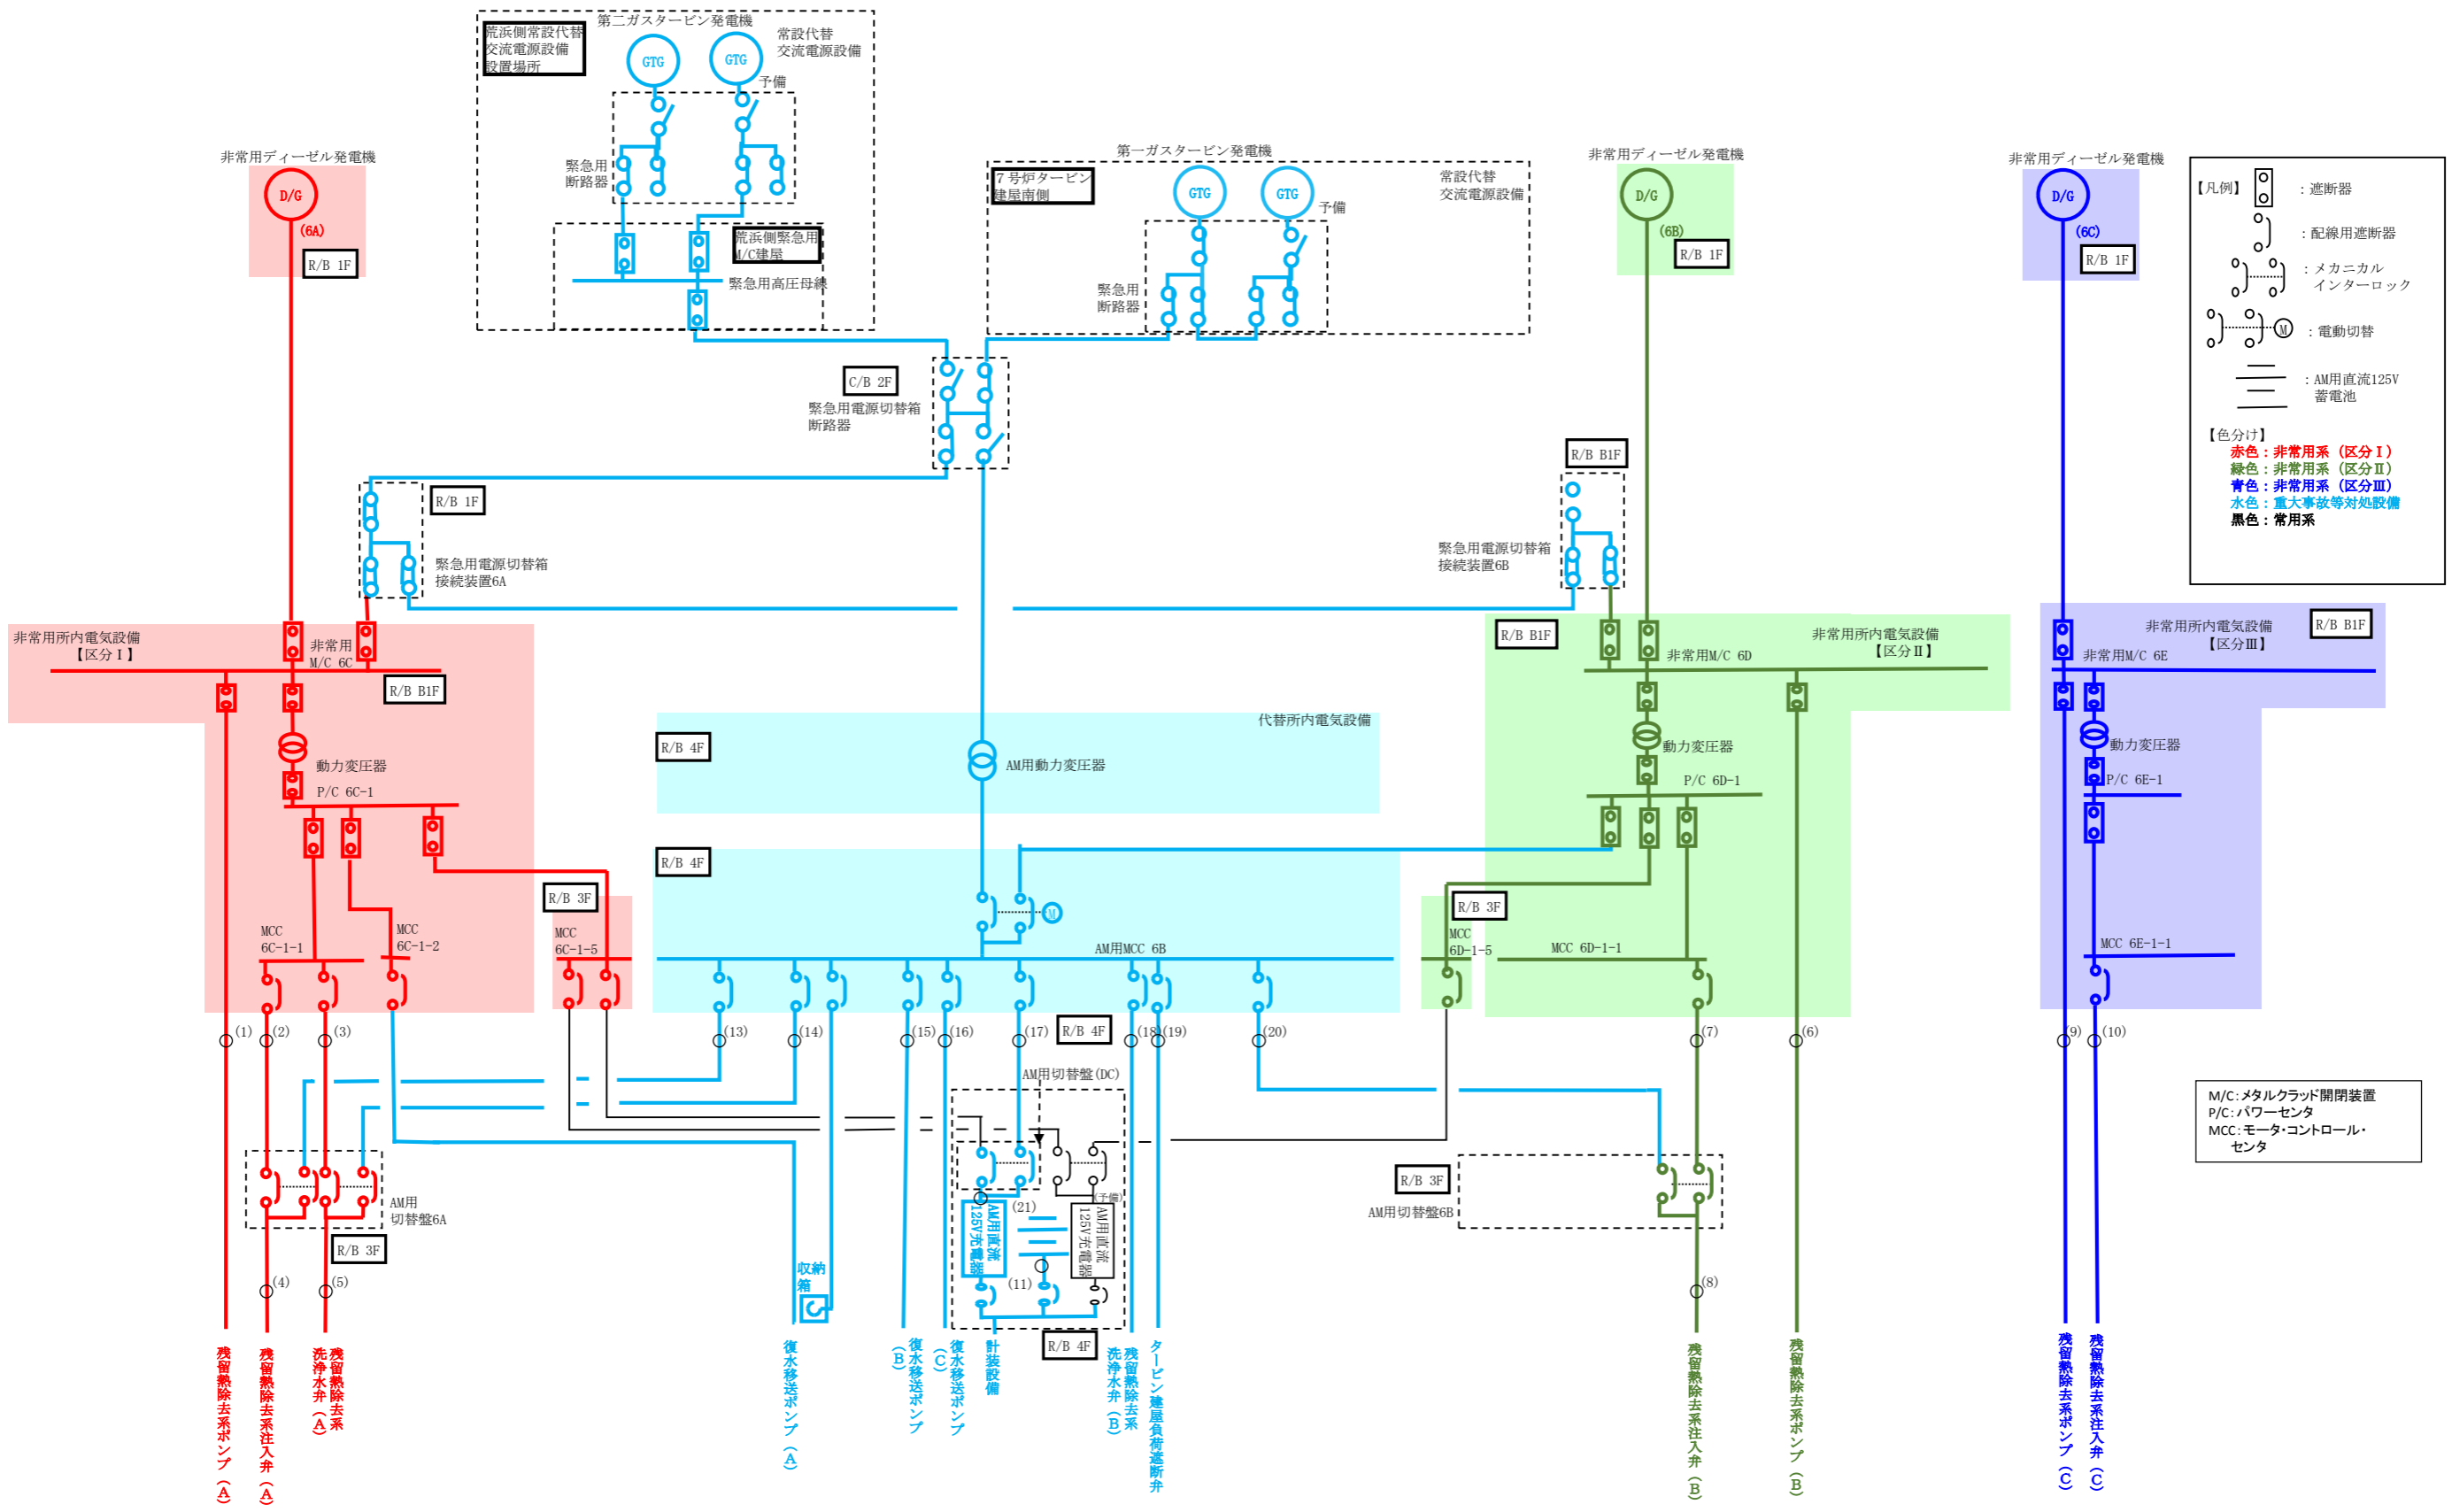 第二ガスタービン発電機
荒浜側常設代替
交流電源設備
設置場所
常設代替
交流電源設備
GTG
GTG
予備
緊急用
断路器
荒浜側緊急用
M/C建屋
緊急用高圧母線
第一ガスタービン発電機
7号炉タービン
建屋南側
常設代替
交流電源設備
GTG
GTG
予備
緊急用
断路器
非常用ディーゼル発電機
D/G
(6A)
R/B 1F
非常用ディーゼル発電機
D/G
(6B)
R/B 1F
非常用ディーゼル発電機
D/G
(6C)
R/B 1F
【凡例】
：遮断器
：配線用遮断器
：メカニカル
インターロック
M
：電動切替
：AM用直流125V
蓄電池
【色分け】
赤色：非常用系（区分Ⅰ）
緑色：非常用系（区分Ⅱ）
青色：非常用系（区分Ⅲ）
水色：重大事故等対処設備
黒色：常用系
C/B 2F
緊急用電源切替箱
断路器
R/B 1F
緊急用電源切替箱
接続装置6A
R/B B1F
緊急用電源切替箱
接続装置6B
非常用所内電気設備
【区分Ⅰ】
非常用
M/C 6C
R/B B1F
動力変圧器
P/C 6C-1
MCC
6C-1-1
MCC
6C-1-2
R/B 3F
MCC
6C-1-5
代替所内電気設備
R/B 4F
AM用動力変圧器
R/B 4F
M
AM用MCC 6B
R/B B1F
非常用所内電気設備
【区分Ⅱ】
非常用M/C 6D
動力変圧器
P/C 6D-1
R/B 3F
MCC
6D-1-5
MCC 6D-1-1
非常用所内電気設備
【区分Ⅲ】
R/B B1F
非常用M/C 6E
動力変圧器
P/C 6E-1
MCC 6E-1-1
(1)
(2)
(3)
(13)
(14)
(15)
(16)
(17)
R/B 4F
(18)
(19)
(20)
(7)
(6)
(9)
(10)
AM用切替盤(DC)
AM用
切替盤6A
R/B 3F
(4)
(5)
(21)
(予備)
AM用直流
125V充電器
AM用直流
125V充電器
(11)
収納
箱
R/B 4F
R/B 3F
AM用切替盤6B
(8)
M/C：メタルクラッド開閉装置
P/C：パワーセンタ
MCC：モータ・コントロール・
センタ
残留熱除去系ポンプ（A）
残留熱除去系注入弁（A）
残留熱除去系
洗浄水弁（A）
復水移送ポンプ（A）
復水移送ポンプ
（B）
復水移送ポンプ
（C）
計装設備
残留熱除去系
洗浄水弁（B）
タービン建屋負荷遮断弁
残留熱除去系注入弁（B）
残留熱除去系ポンプ（B）
残留熱除去系ポンプ（C）
残留熱除去系注入弁（C）